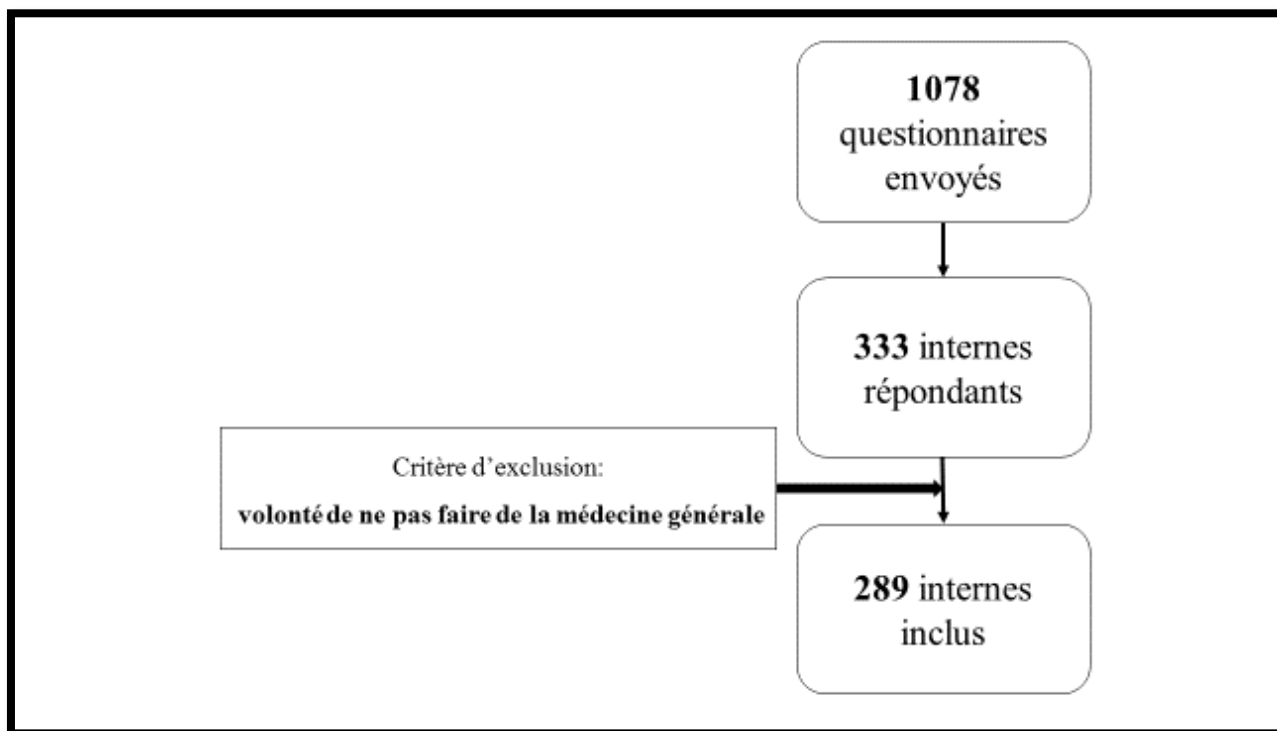 1078
questionnaires
envoyés
333 internes
répondants
Critère d'exclusion:
volonté de ne pas faire de la médecine générale
289 internes
inclus